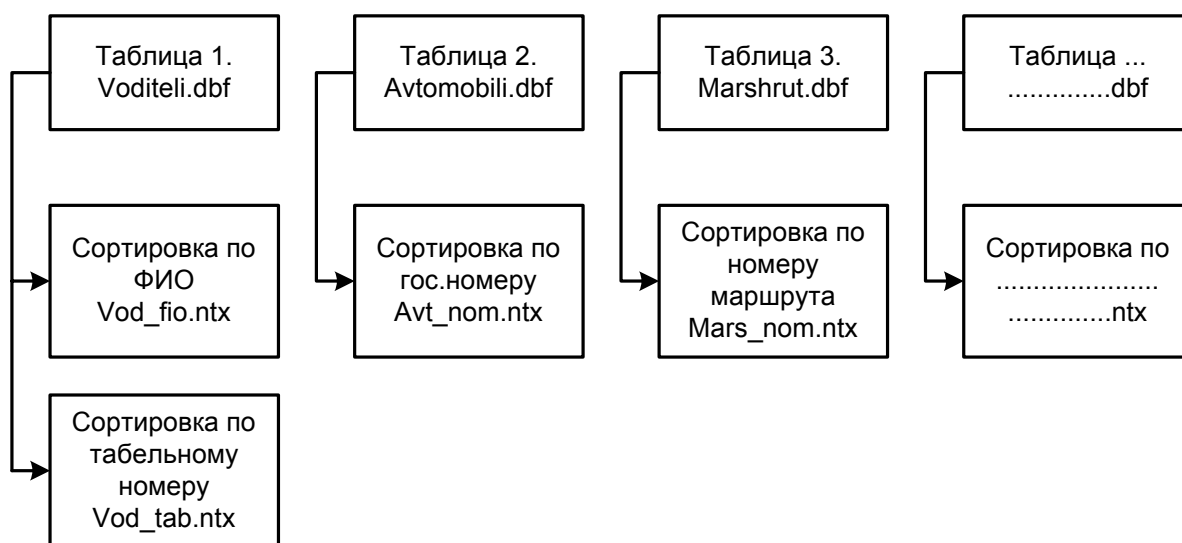 Таблица 1.
Voditeli.dbf
Таблица 2.
Avtomobili.dbf
Таблица 3.
Marshrut.dbf
Таблица ...
..............dbf
Сортировка по
ФИО
Vod_fio.ntx
Сортировка по
гос.номеру
Avt_nom.ntx
Сортировка по
номеру
маршрута
Mars_nom.ntx
Сортировка по
......................
..............ntx
Сортировка по
табельному
номеру
Vod_tab.ntx